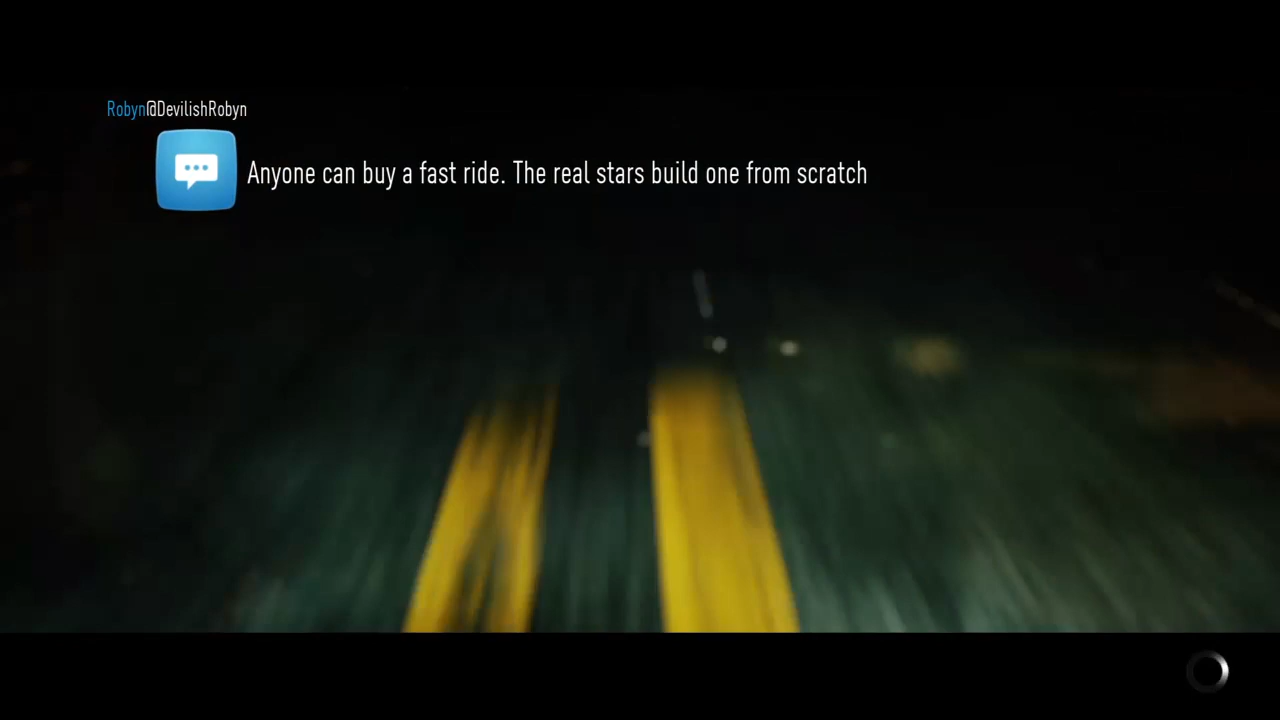 Robyn@DevilishRobyn
Anyone can buy a fast ride. The real stars build one from scratch